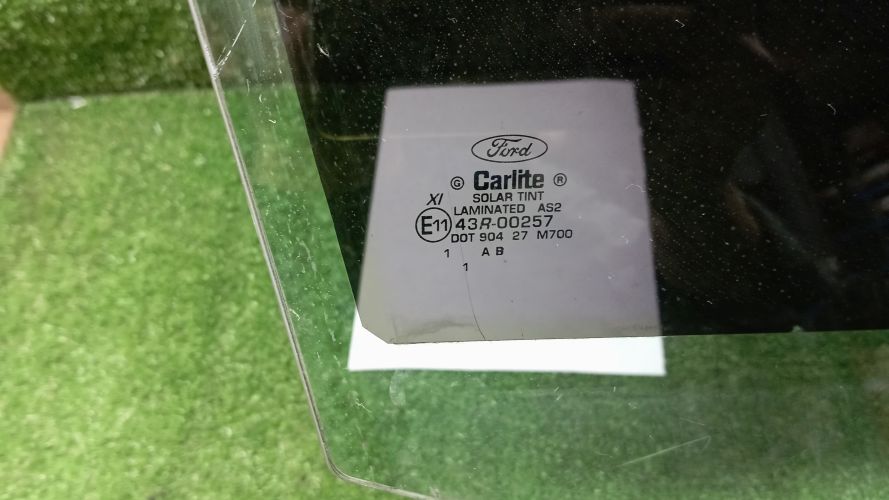 Ford
G Carlite ®
SOLAR TINT
XI
LAMINATED AS2
E11 43R-00257
DOT 904 27 M700
1 A B
1